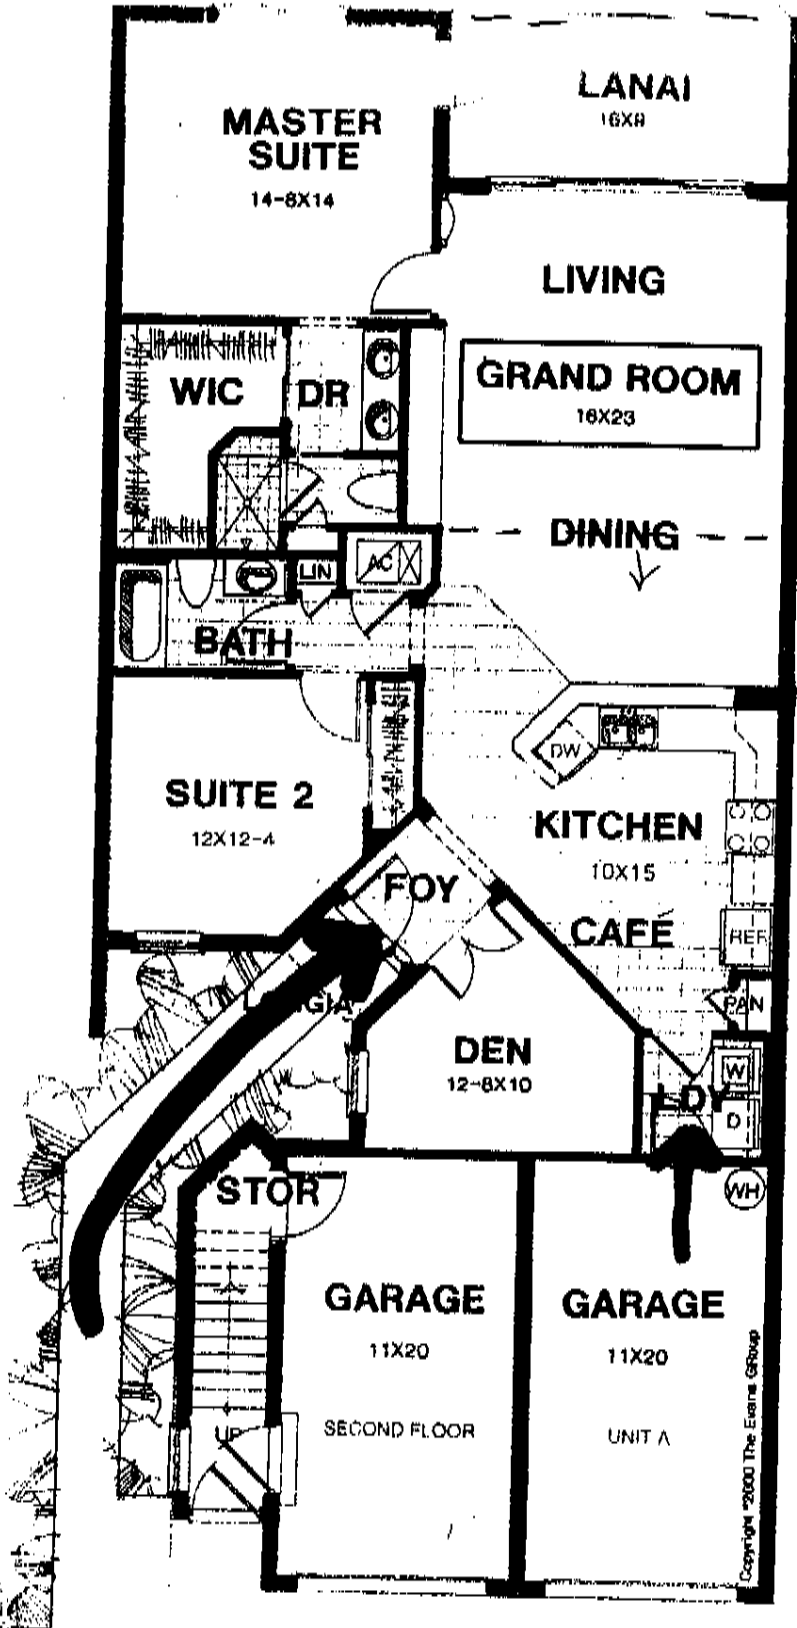 LANAI
16X8
MASTER
SUITE
14-8X14
LIVING
GRAND ROOM
16X23
WIC
DR
DINING
LIN
AC
BATH
DW
SUITE 2
12X12-4
KITCHEN
10X15
FOY
CAFE
REF
PAN
DEN
12-8X10
W
LDY
D
STOR
WH
GARAGE
11X20
SECOND FLOOR
GARAGE
11X20
UNIT A
UP
Copyright ©2000 The Evans GRoup